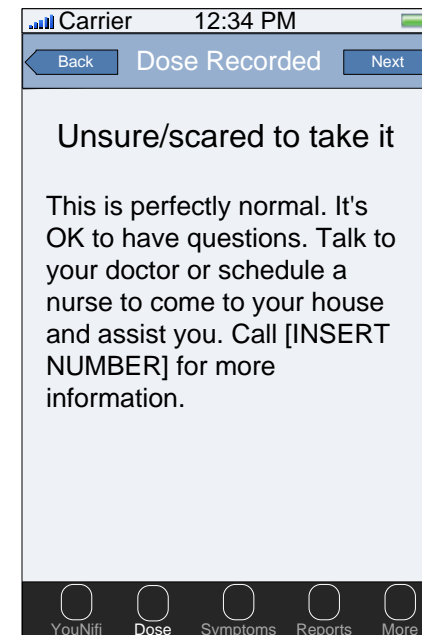 Carrier 12:34 PM
Back Dose Recorded Next
Unsure/scared to take it
This is perfectly normal. It's
OK to have questions. Talk to
your doctor or schedule a
nurse to come to your house
and assist you. Call [INSERT
NUMBER] for more
information.
YouNifi Dose Symptoms Reports More